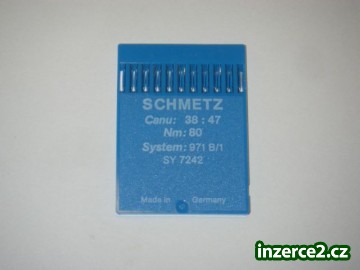 SCHMETZ
Canu: 38 : 47
Nm: 80
System: 971 B/1
SY 7242
Made in Germany
inzerce2.cz